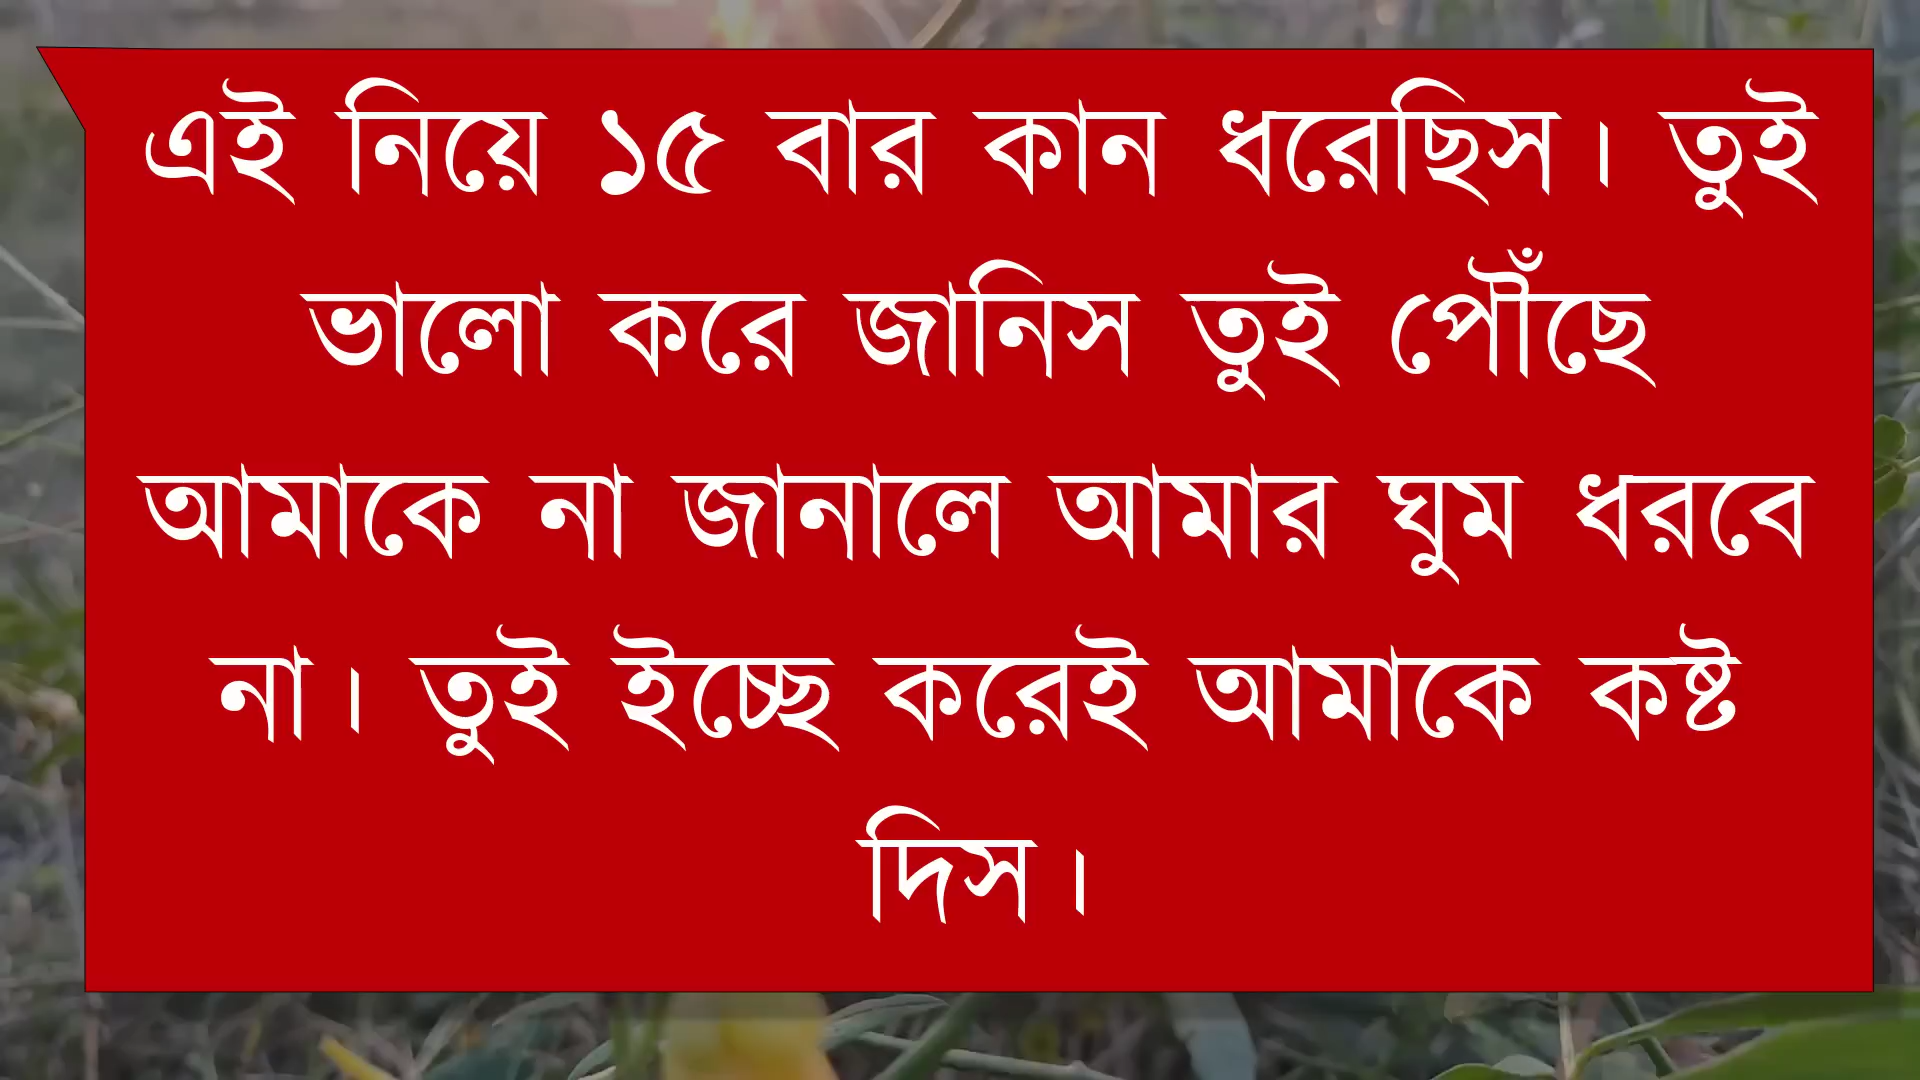 এই নিয়ে ১৫ বার কান ধরেছিস। তুই
ভালো করে জানিস তুই পৌঁছে
আমাকে না জানালে আমার ঘুম ধরবে
না। তুই ইচ্ছে করেই আমাকে কষ্ট
দিস।